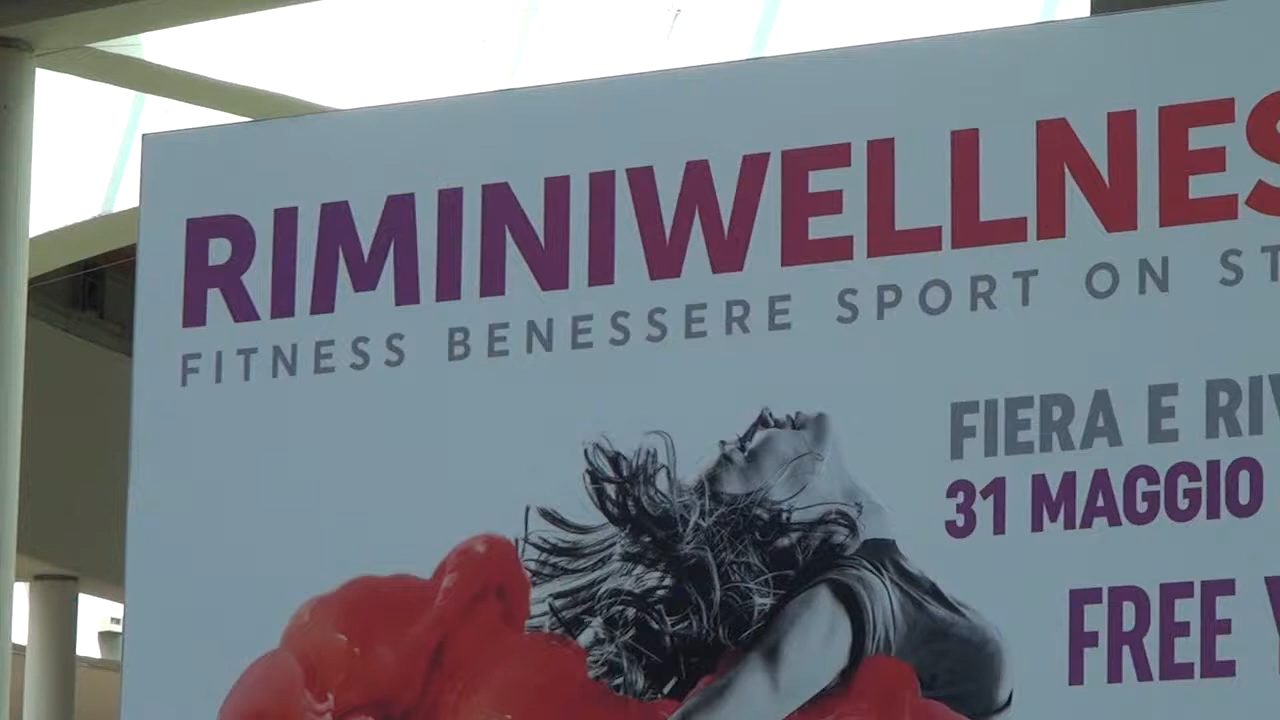 RIMINIWELLNES
FITNESS BENESSERE SPORT ON ST
FIERA E RIV
31 MAGGIO
FREE